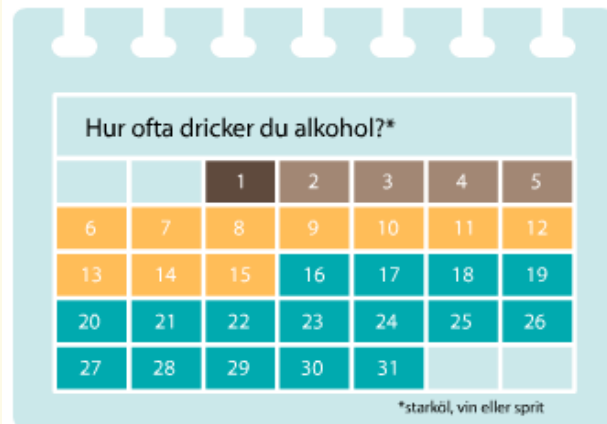 Hur ofta dricker du alkohol?*
1 2 3 4 5
6 7 8 9 10 11 12
13 14 15 16 17 18 19
20 21 22 23 24 25 26
27 28 29 30 31
*starköl, vin eller sprit